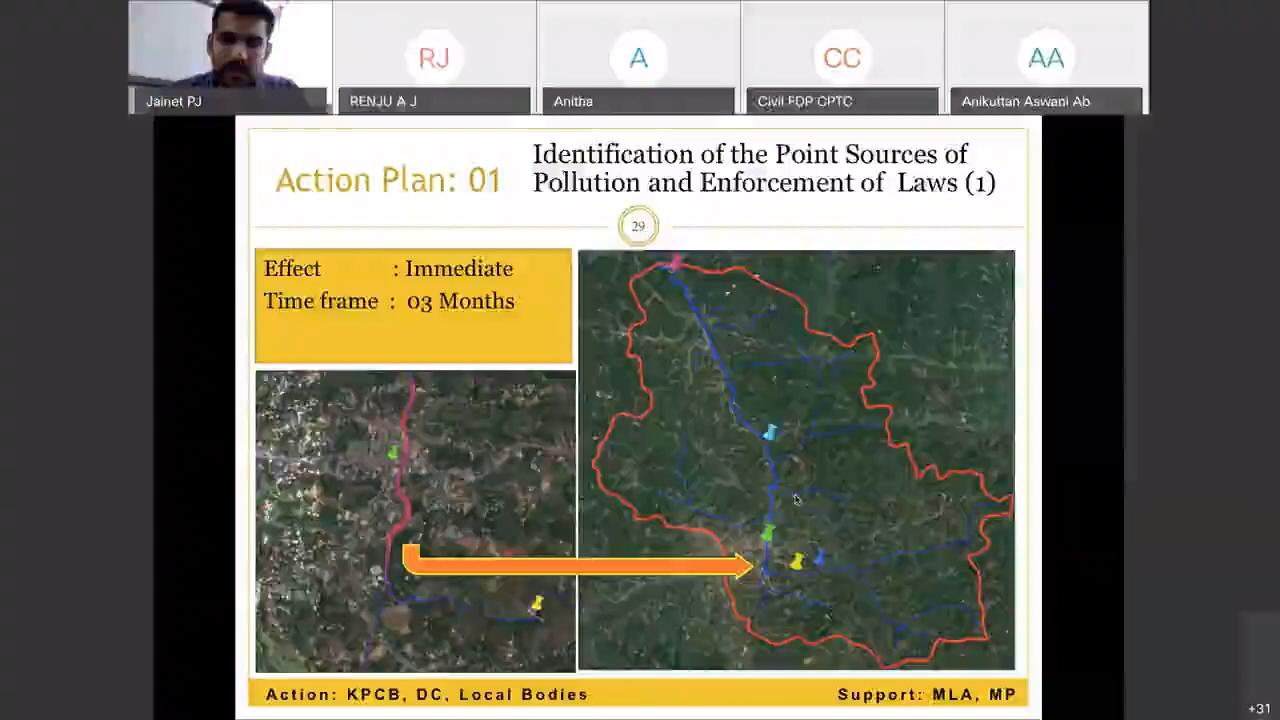 RJ
A
CC
AA
Jainet PJ
RENJU A J
Anitha
Civil FDP CPTC
Anikuttan Aswani Ab
Action Plan: 01
Identification of the Point Sources of
Pollution and Enforcement of Laws (1)
29
Effect : Immediate
Time frame : 03 Months
Action: KPCB, DC, Local Bodies
Support: MLA, MP
+31